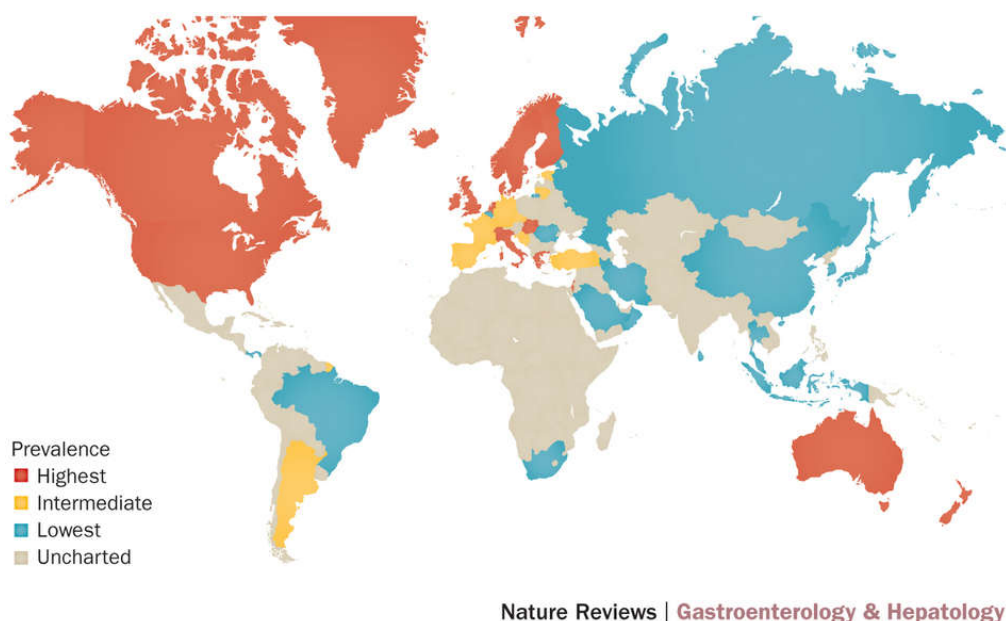 Prevalence
Highest
Intermediate
Lowest
Uncharted
Nature Reviews | Gastroenterology & Hepatology